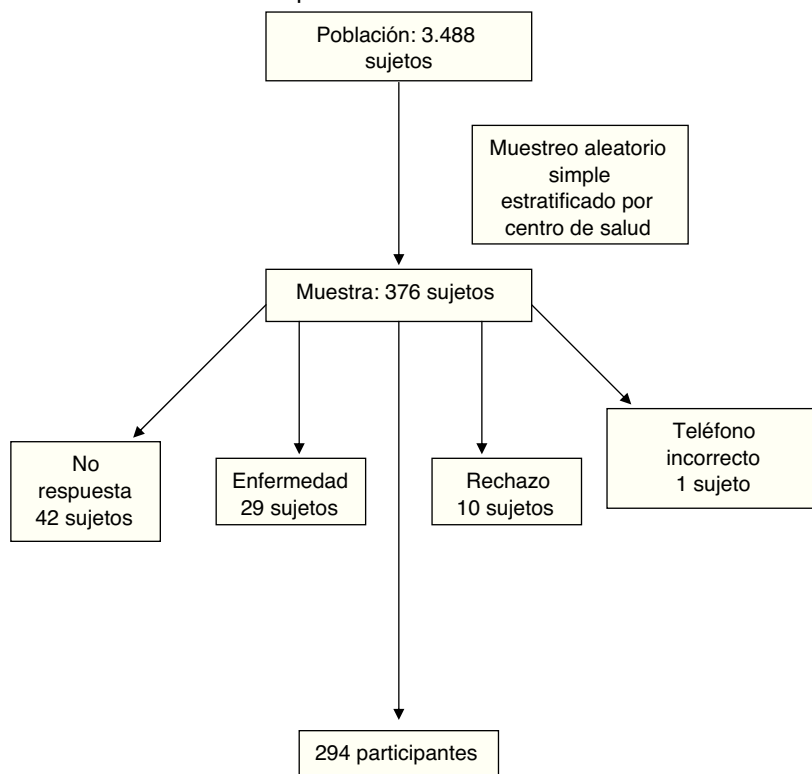 Población: 3.488
sujetos
Muestreo aleatorio
simple
estratificado por
centro de salud
Muestra: 376 sujetos
No
respuesta
42 sujetos
Enfermedad
29 sujetos
Rechazo
10 sujetos
Teléfono
incorrecto
1 sujeto
294 participantes